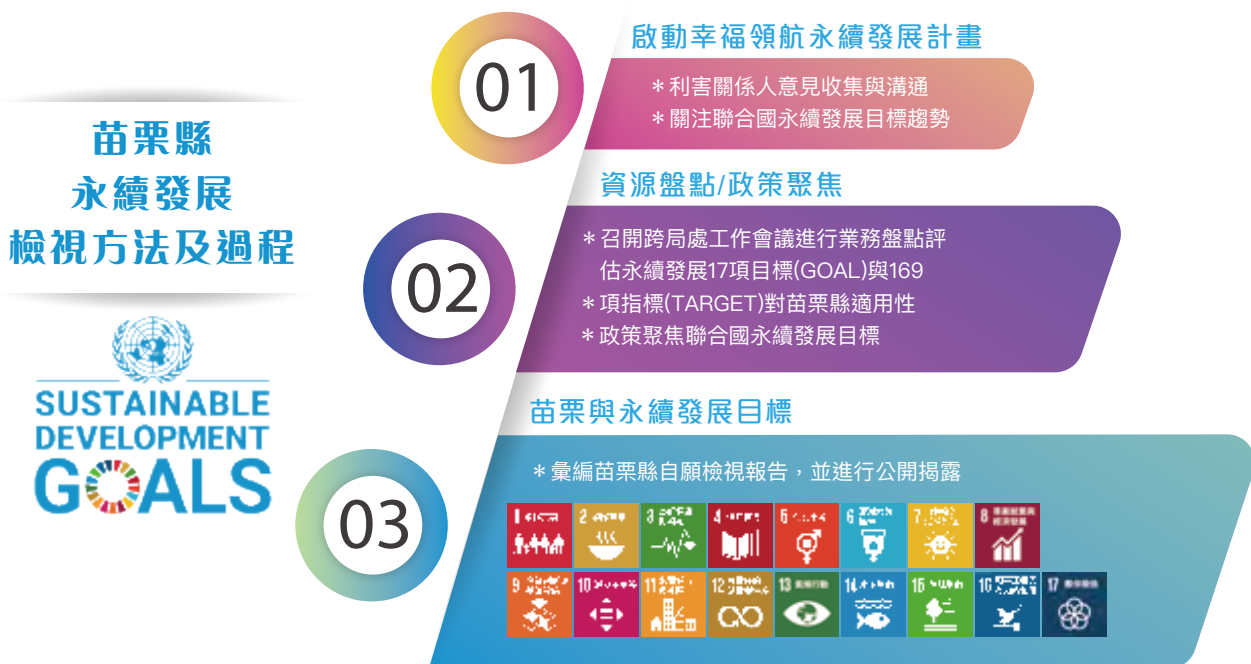 苗栗縣
永續發展
檢視方法及過程
SUSTAINABLE
DEVELOPMENT
GOALS
01
啟動幸福領航永續發展計畫
＊利害關係人意見收集與溝通
＊關注聯合國永續發展目標趨勢
02
資源盤點/政策聚焦
＊召開跨局處工作會議進行業務盤點評
估永續發展17項目標(GOAL)與169
＊項指標(TARGET)對苗栗縣適用性
＊政策聚焦聯合國永續發展目標
03
苗栗與永續發展目標
＊彙編苗栗縣自願檢視報告，並進行公開揭露
1 2 3 4 5 6 7 8
9 10 11 12 13 14 15 16 17